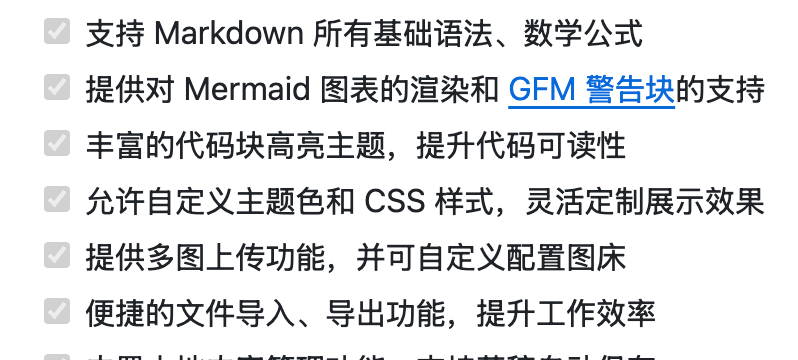 支持 Markdown 所有基础语法、数学公式
提供对 Mermaid 图表的渲染和 GFM 警告块的支持
丰富的代码块高亮主题，提升代码可读性
允许自定义主题色和 CSS 样式，灵活定制展示效果
提供多图上传功能，并可自定义配置图床
便捷的文件导入、导出功能，提升工作效率